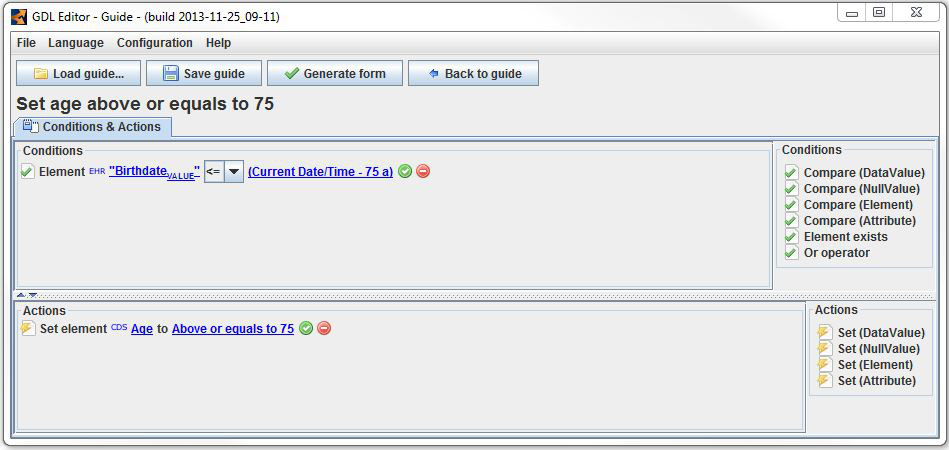 GDL Editor - Guide - (build 2013-11-25_09-11)
File Language Configuration Help
Load guide... Save guide Generate form Back to guide
Set age above or equals to 75
Conditions & Actions
Conditions
Element EHR "Birthdate VALUE" <= (Current Date/Time - 75 a)
Conditions
Compare (DataValue)
Compare (NullValue)
Compare (Element)
Compare (Attribute)
Element exists
Or operator
Actions
Set element CDS Age to Above or equals to 75
Actions
Set (DataValue)
Set (NullValue)
Set (Element)
Set (Attribute)